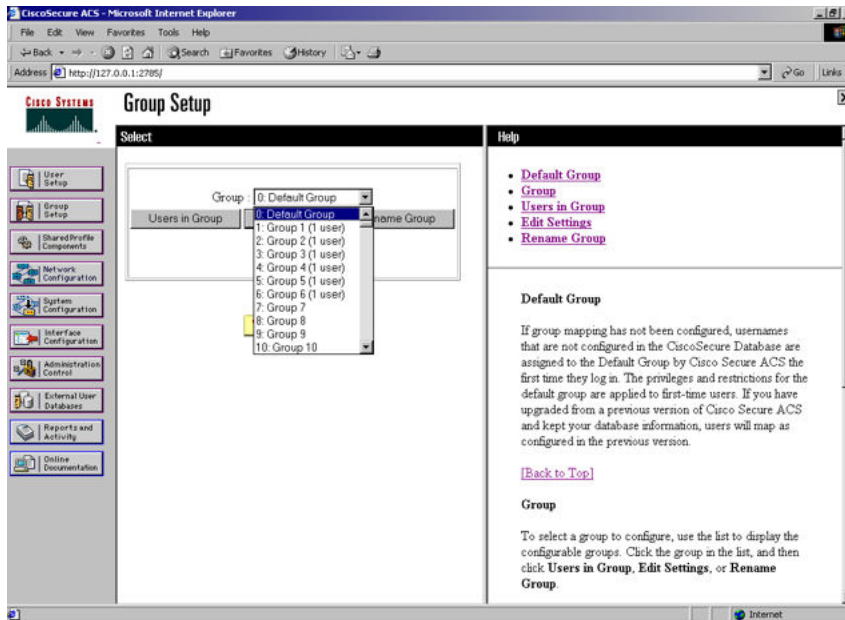 CiscoSecure ACS - Microsoft Internet Explorer
File Edit View Favorites Tools Help
Back Search Favorites History
Address http://127.0.0.1:2785/ Go Links
CISCO SYSTEMS
Group Setup
Select
User Setup
Group Setup
Shared Profile Components
Network Configuration
System Configuration
Interface Configuration
Administration Control
External User Databases
Reports and Activity
Online Documentation
Group : 0: Default Group
Users in Group
name Group
0: Default Group
1: Group 1 (1 user)
2: Group 2 (1 user)
3: Group 3 (1 user)
4: Group 4 (1 user)
5: Group 5 (1 user)
6: Group 6 (1 user)
7: Group 7
8: Group 8
9: Group 9
10: Group 10
Help
Default Group
Group
Users in Group
Edit Settings
Rename Group
Default Group
If group mapping has not been configured, usernames
that are not configured in the CiscoSecure Database are
assigned to the Default Group by Cisco Secure ACS the
first time they log in. The privileges and restrictions for the
default group are applied to first-time users. If you have
upgraded from a previous version of Cisco Secure ACS
and kept your database information, users will map as
configured in the previous version.
[Back to Top]
Group
To select a group to configure, use the list to display the
configurable groups. Click the group in the list, and then
click Users in Group, Edit Settings, or Rename
Group.
Internet